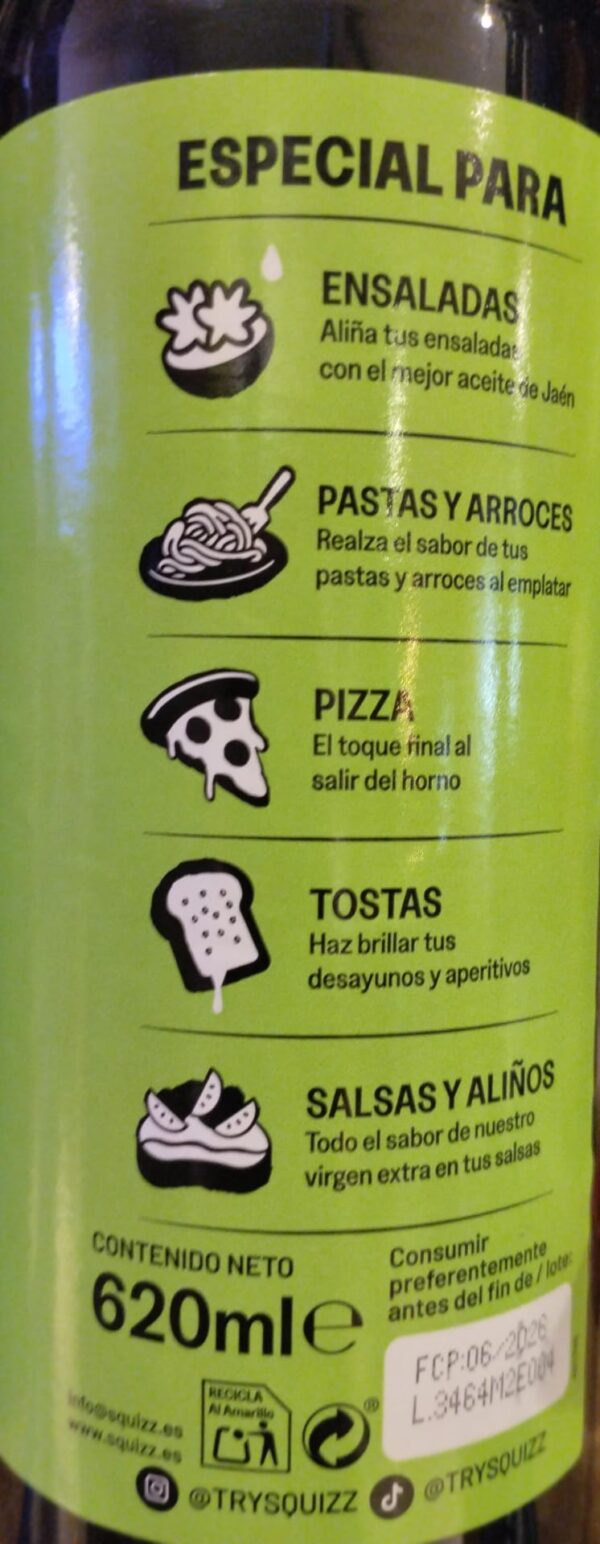 ESPECIAL PARA
ENSALADAS
Aliña tus ensaladas
con el mejor aceite de Jaén
PASTAS Y ARROCES
Realza el sabor de tus
pastas y arroces al emplatar
PIZZA
El toque final al
salir del horno
TOSTAS
Haz brillar tus
desayunos y aperitivos
SALSAS Y ALIÑOS
Todo el sabor de nuestro
virgen extra en tus salsas
CONTENIDO NETO
620ml e
Consumir
preferentemente
antes del fin de / lote:
FCP:06/2026
L.3464M2E004
info@squizz.es
www.squizz.es
RECICLA
Al Amarillo
®
@TRYSQUIZZ
@TRYSQUIZZ